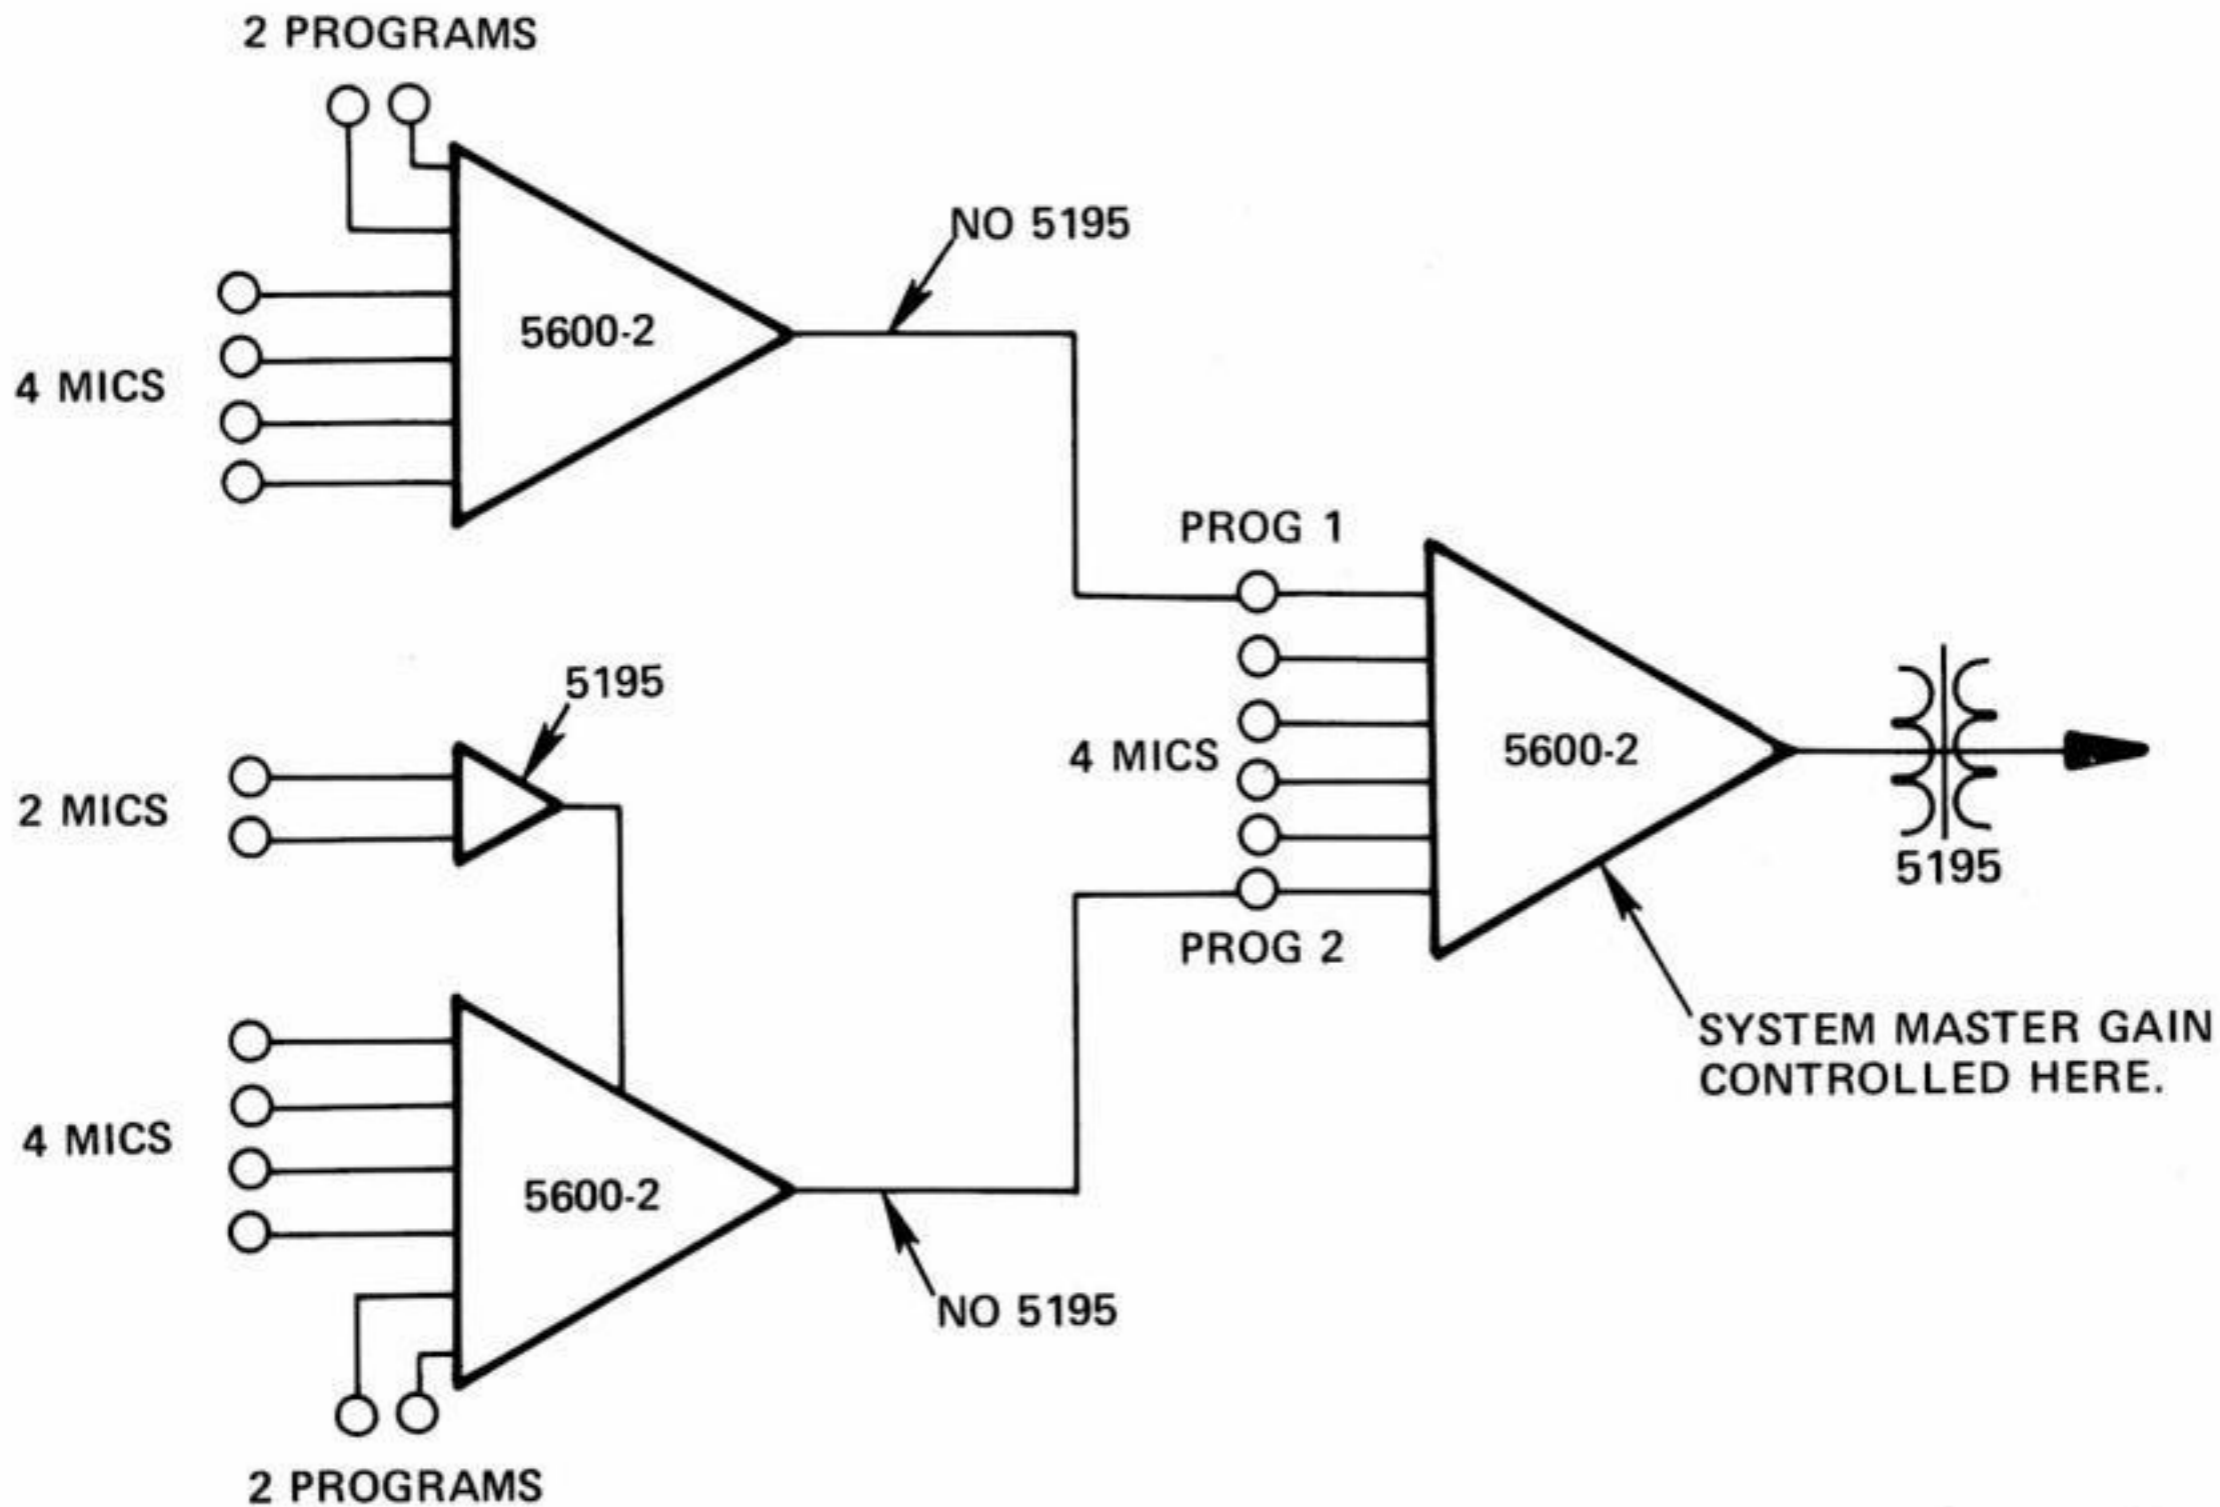 2 PROGRAMS
NO 5195
5600-2
4 MICS
PROG 1
5195
2 MICS
4 MICS
5600-2
5195
PROG 2
SYSTEM MASTER GAIN
CONTROLLED HERE.
4 MICS
5600-2
NO 5195
2 PROGRAMS